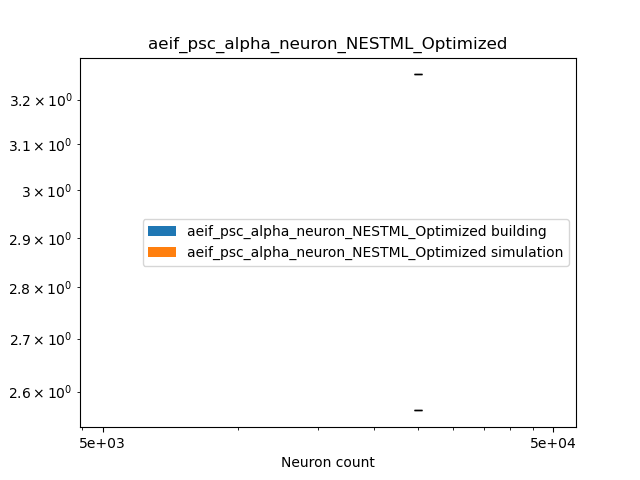 aeif_psc_alpha_neuron_NESTML_Optimized
3.2 × 10⁰
3.1 × 10⁰
3 × 10⁰
2.9 × 10⁰
2.8 × 10⁰
2.7 × 10⁰
2.6 × 10⁰
aeif_psc_alpha_neuron_NESTML_Optimized building
aeif_psc_alpha_neuron_NESTML_Optimized simulation
5e+03 5e+04
Neuron count